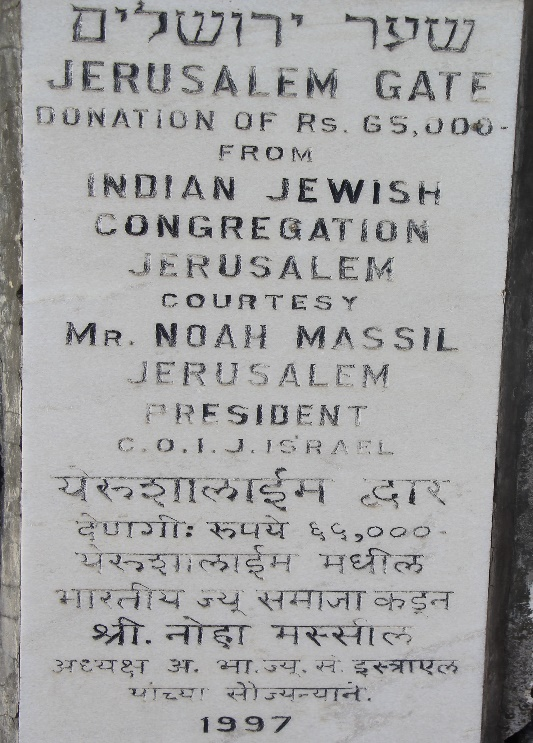 שער ירושלים
JERUSALEM GATE
DONATION OF RS. 65,000-
FROM
INDIAN JEWISH
CONGREGATION
JERUSALEM
COURTESY
MR. NOAH MASSIL
JERUSALEM
PRESIDENT
C.O.I.J. ISRAEL
येरुशालाईम द्वार
देणगी: रूपये ६५,०००-
येरुशालाईम मधील
भारतीय ज्यू समाजा कडून
श्री. नोहा मस्सील
अध्यक्ष अ. भा. ज्यू. सं. इस्त्राएल
यांच्या सौजन्याने.
1997